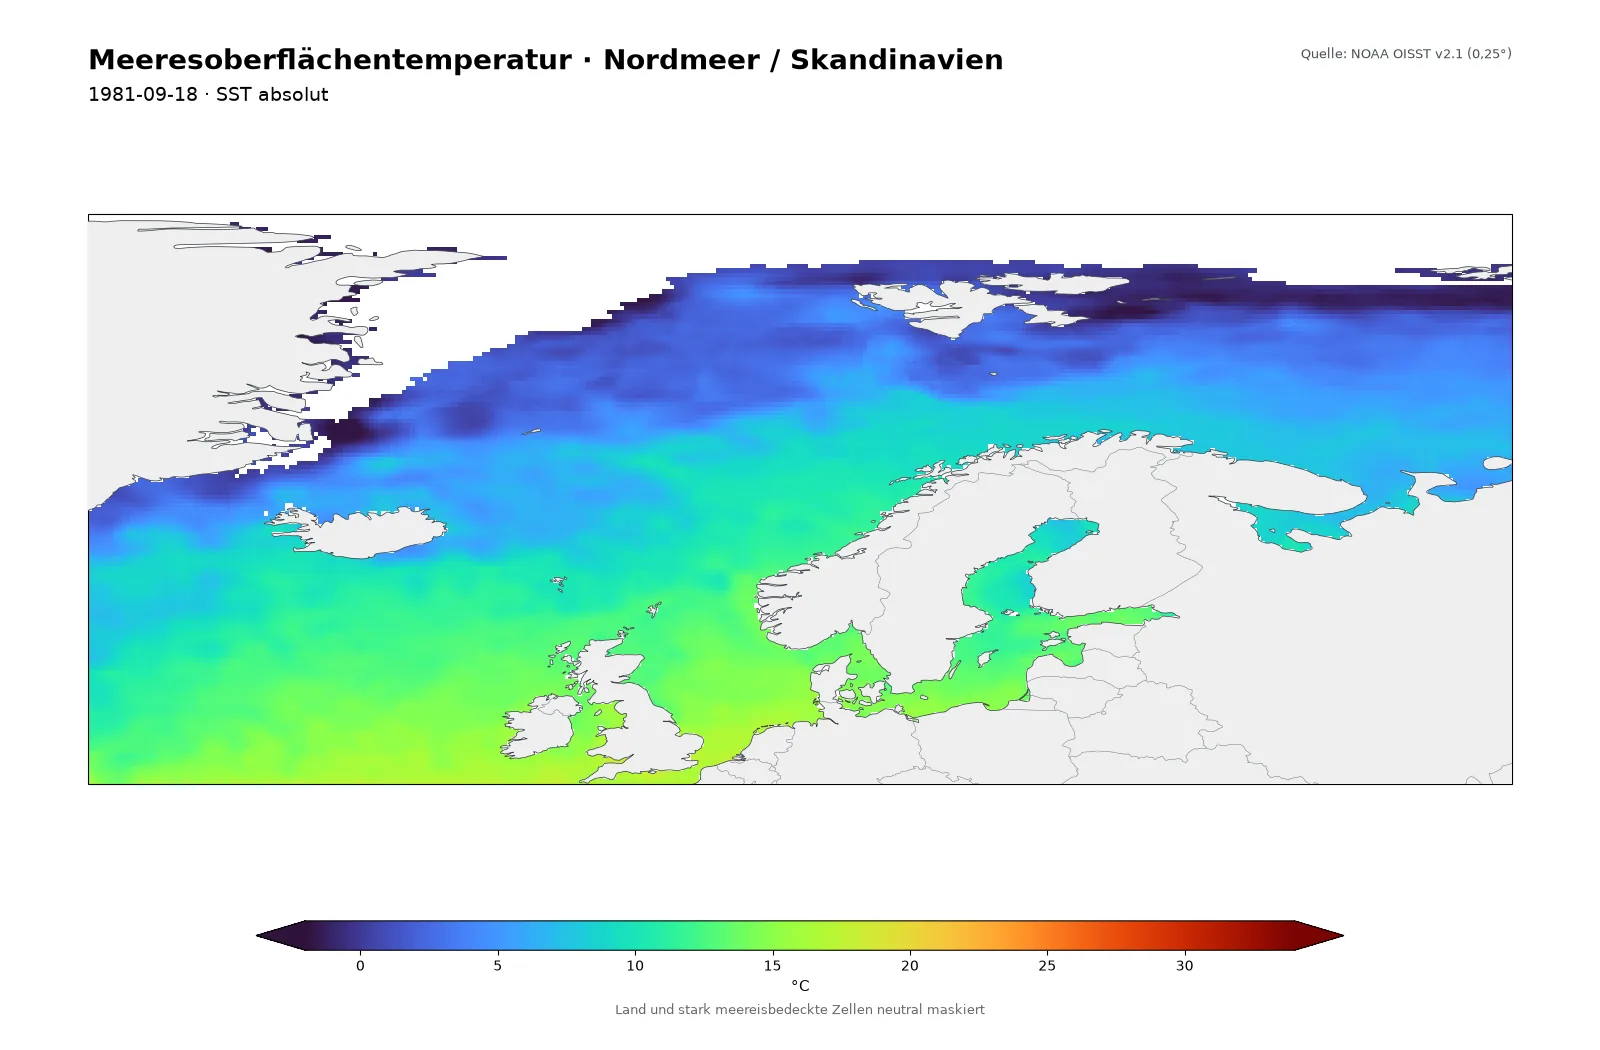 Meeresoberflächentemperatur · Nordmeer / Skandinavien
Quelle: NOAA OISST v2.1 (0,25°)
1981-09-18 · SST absolut
0 5 10 15 20 25 30
°C
Land und stark meereisbedeckte Zellen neutral maskiert